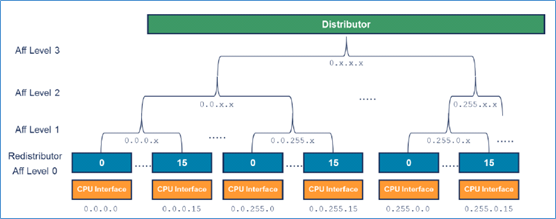 Distributor
Aff Level 3
0.x.x.x
Aff Level 2
0.0.x.x
.....
0.255.x.x
Aff Level 1
0.0.0.x
.....
0.0.255.x
0.255.0.x
.....
Redistributor
Aff Level 0
0 ..... 15 0 ..... 15 0 ..... 15
CPU Interface CPU Interface CPU Interface CPU Interface CPU Interface CPU Interface
0.0.0.0 0.0.0.15 0.0.255.0 0.0.255.15 0.255.0.0 0.255.0.15